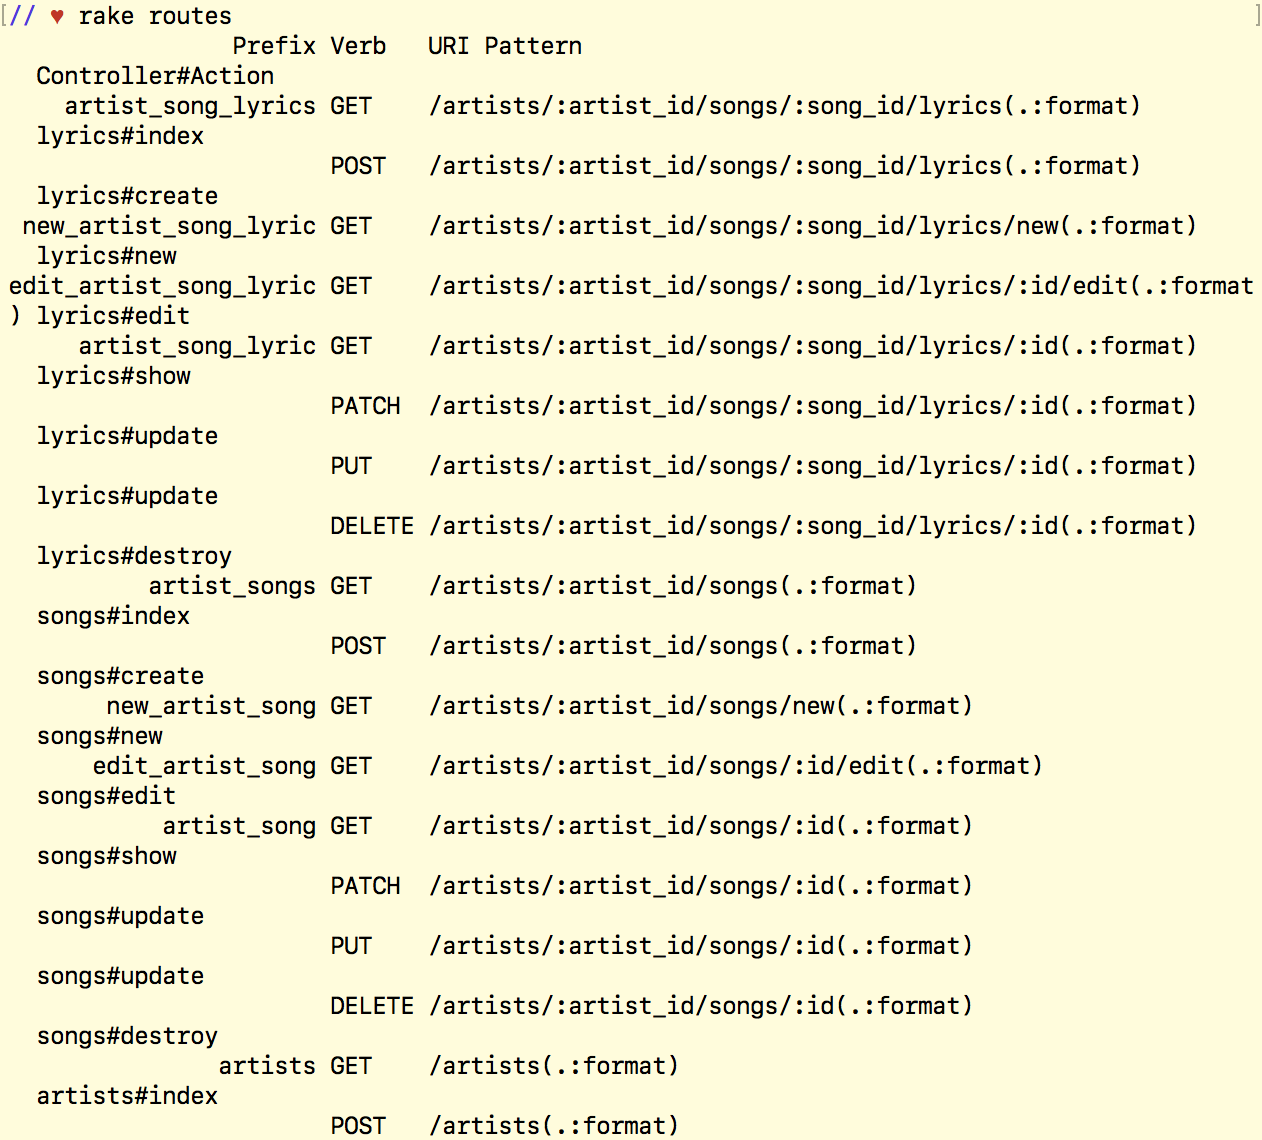 [// ♥ rake routes ]
Prefix Verb   URI Pattern
Controller#Action
artist_song_lyrics GET    /artists/:artist_id/songs/:song_id/lyrics(.:format)
lyrics#index
POST   /artists/:artist_id/songs/:song_id/lyrics(.:format)
lyrics#create
new_artist_song_lyric GET    /artists/:artist_id/songs/:song_id/lyrics/new(.:format)
lyrics#new
edit_artist_song_lyric GET    /artists/:artist_id/songs/:song_id/lyrics/:id/edit(.:format
) lyrics#edit
artist_song_lyric GET    /artists/:artist_id/songs/:song_id/lyrics/:id(.:format)
lyrics#show
PATCH  /artists/:artist_id/songs/:song_id/lyrics/:id(.:format)
lyrics#update
PUT    /artists/:artist_id/songs/:song_id/lyrics/:id(.:format)
lyrics#update
DELETE /artists/:artist_id/songs/:song_id/lyrics/:id(.:format)
lyrics#destroy
artist_songs GET    /artists/:artist_id/songs(.:format)
songs#index
POST   /artists/:artist_id/songs(.:format)
songs#create
new_artist_song GET    /artists/:artist_id/songs/new(.:format)
songs#new
edit_artist_song GET    /artists/:artist_id/songs/:id/edit(.:format)
songs#edit
artist_song GET    /artists/:artist_id/songs/:id(.:format)
songs#show
PATCH  /artists/:artist_id/songs/:id(.:format)
songs#update
PUT    /artists/:artist_id/songs/:id(.:format)
songs#update
DELETE /artists/:artist_id/songs/:id(.:format)
songs#destroy
artists GET    /artists(.:format)
artists#index
POST   /artists(.:format)